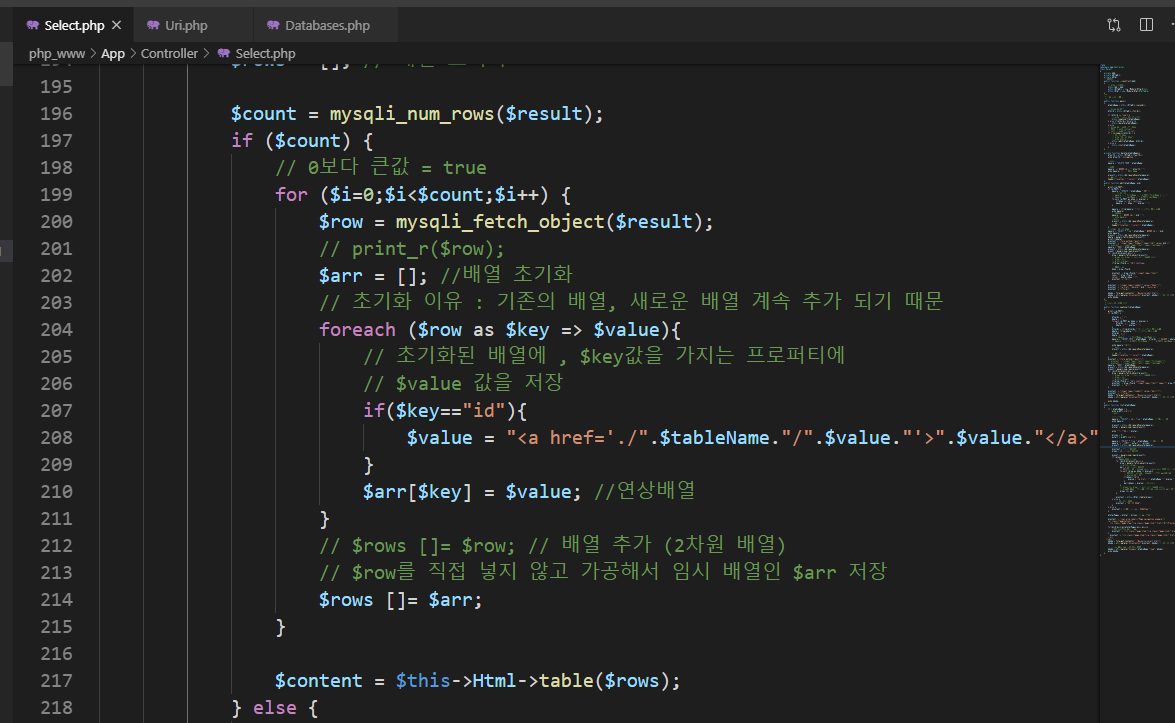 Select.php
Uri.php
Databases.php
php_www > App > Controller > Select.php
195
196 $count = mysqli_num_rows($result);
197 if ($count) {
198 // 0보다 큰값 = true
199 for ($i=0;$i<$count;$i++) {
200 $row = mysqli_fetch_object($result);
201 // print_r($row);
202 $arr = []; //배열 초기화
203 // 초기화 이유 : 기존의 배열, 새로운 배열 계속 추가 되기 때문
204 foreach ($row as $key => $value){
205 // 초기화된 배열에 , $key값을 가지는 프로퍼티에
206 // $value 값을 저장
207 if($key=="id"){
208 $value = "<a href='./".$tableName."/".$value."'>".$value."</a>"
209 }
210 $arr[$key] = $value; //연상배열
211 }
212 // $rows []= $row; // 배열 추가 (2차원 배열)
213 // $row를 직접 넣지 않고 가공해서 임시 배열인 $arr 저장
214 $rows []= $arr;
215 }
216
217 $content = $this->Html->table($rows);
218 } else {